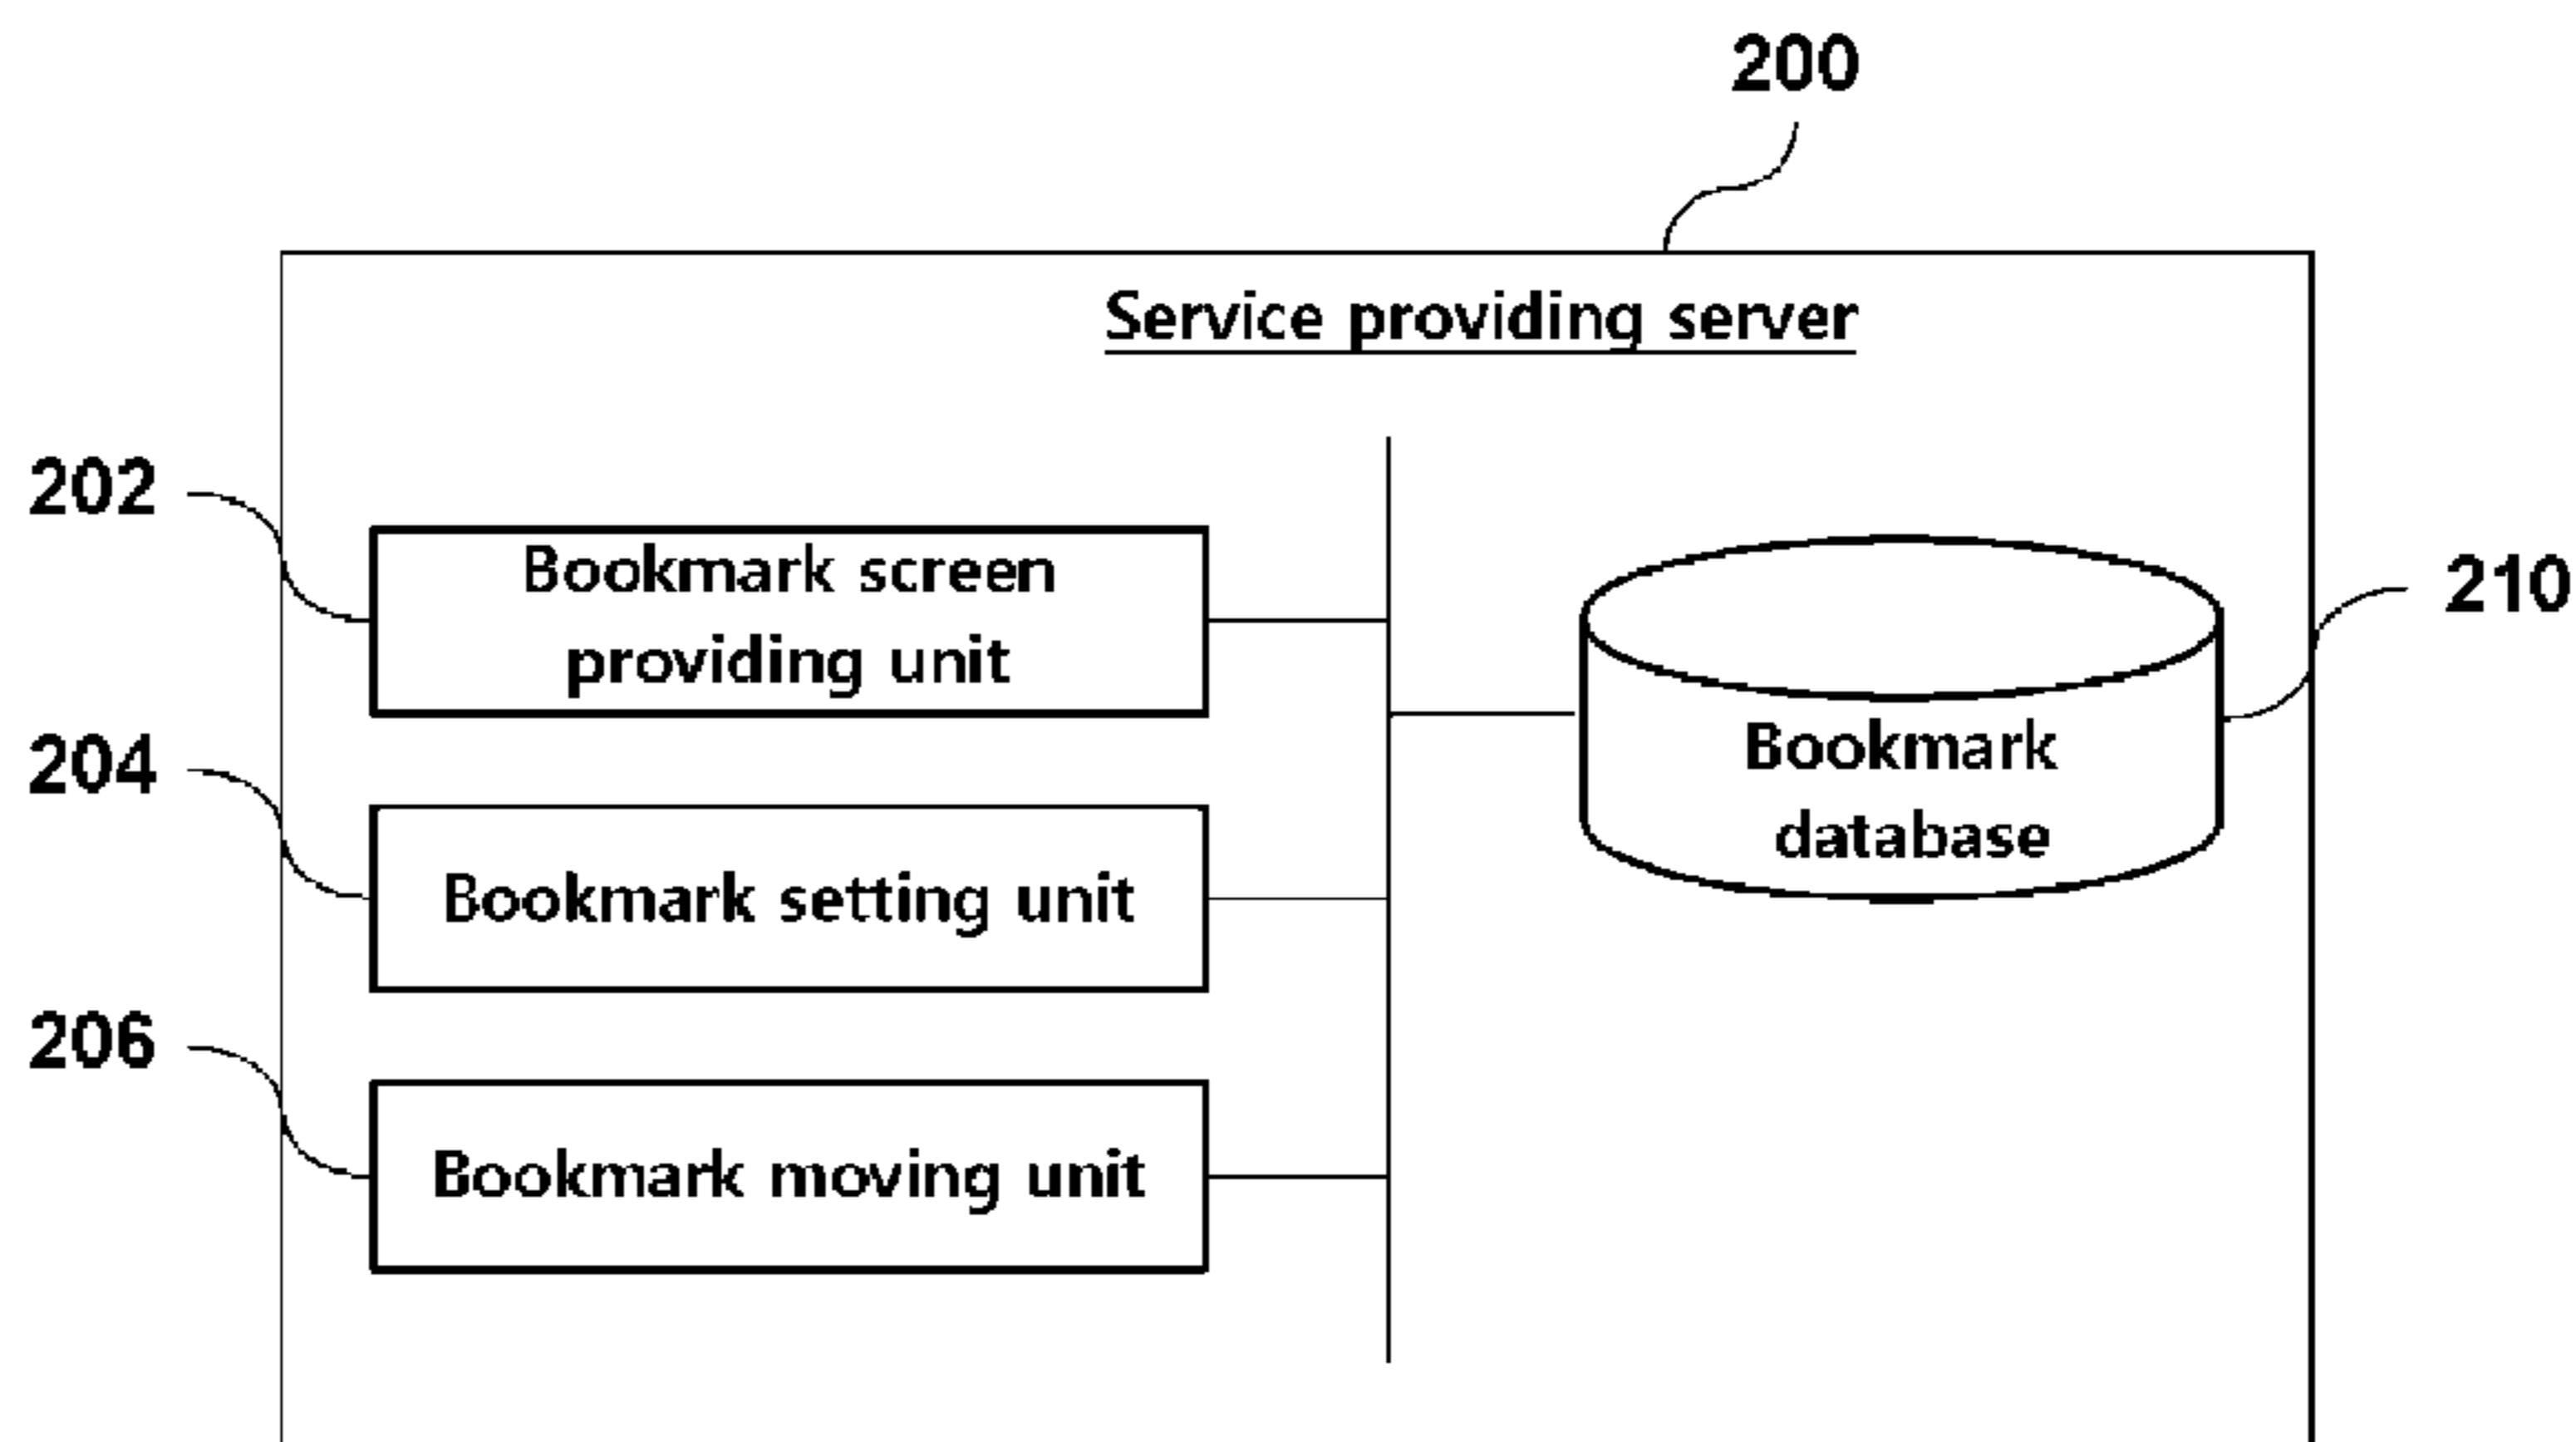 200
Service providing server
202
Bookmark screen
providing unit
210
Bookmark
database
204
Bookmark setting unit
206
Bookmark moving unit